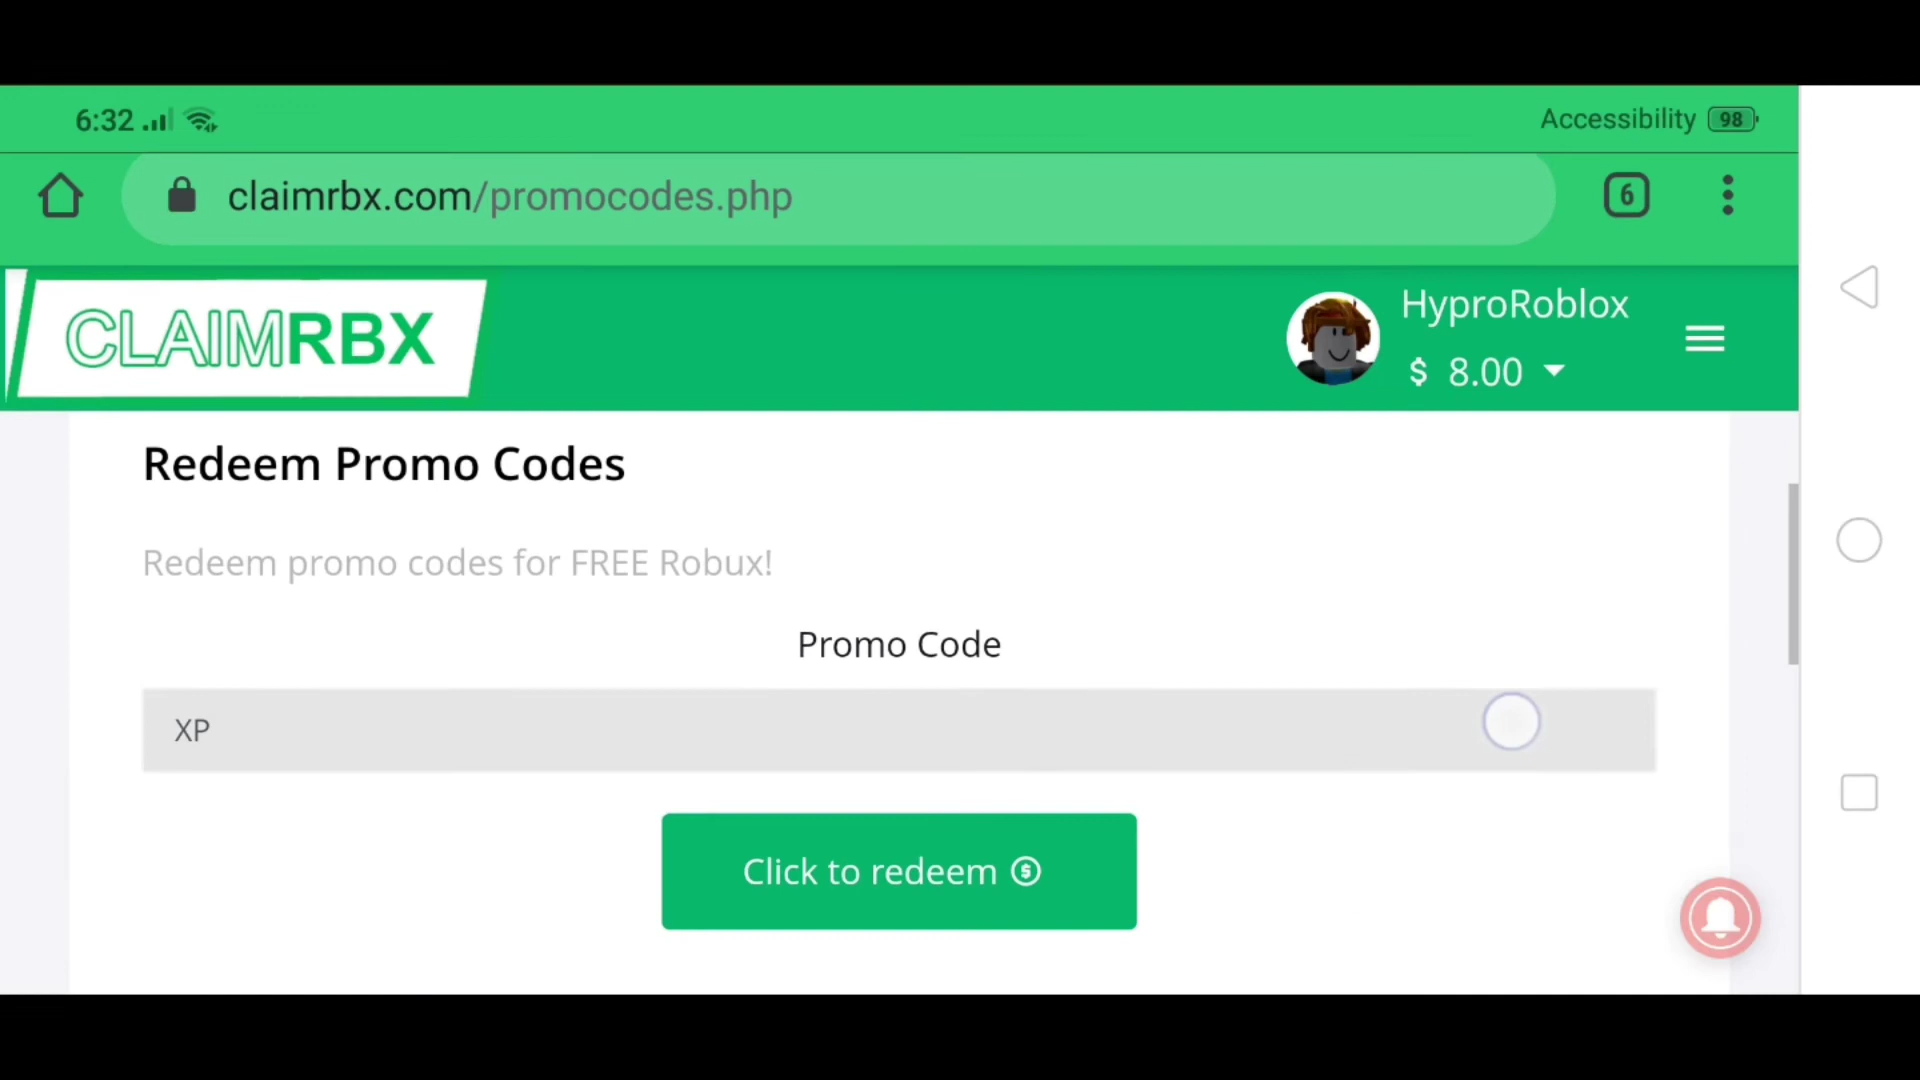 6:32
Accessibility 98
claimrbx.com/promocodes.php
6
CLAIMRBX
HyproRoblox
$ 8.00
Redeem Promo Codes
Redeem promo codes for FREE Robux!
Promo Code
XP
Click to redeem